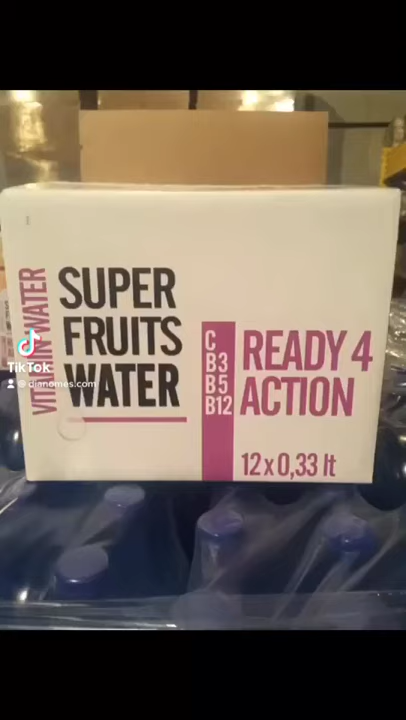 VITAMIN WATER
SUPER
FRUITS
WATER
C
B3
B5
B12
READY 4
ACTION
12 x 0,33 lt
TikTok
@ dianomes.com